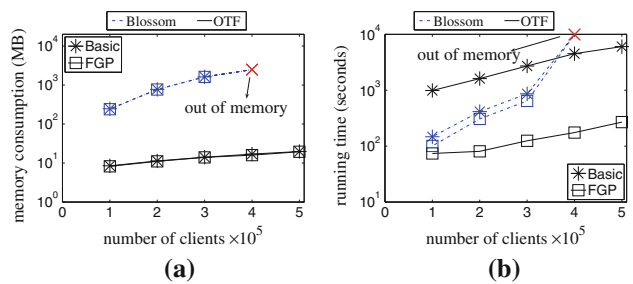 Blossom OTF
memory consumption (MB)
10^4
10^3
10^2
10^1
10^0
Basic
FGP
out of memory
0 1 2 3 4 5
number of clients ×10^5
(a)
Blossom OTF
running time (seconds)
10^4
10^3
10^2
10^1
out of memory
Basic
FGP
0 1 2 3 4 5
number of clients ×10^5
(b)